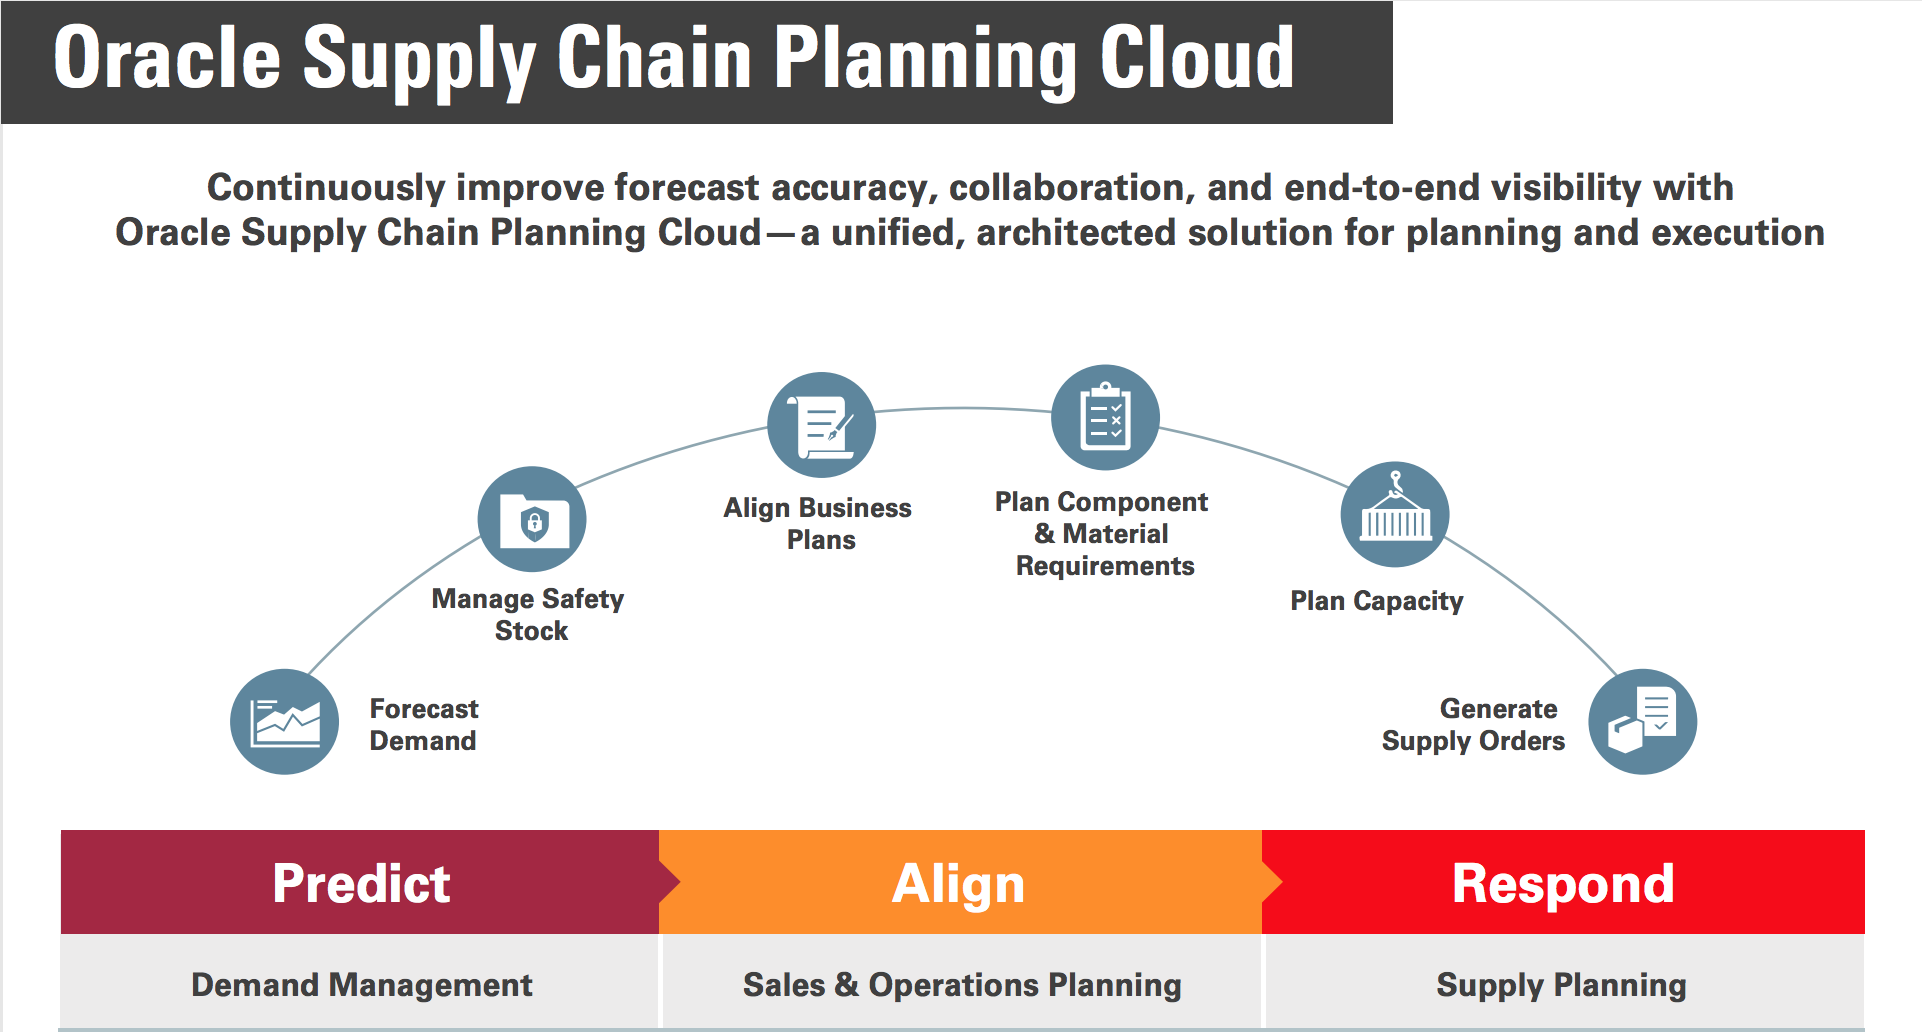 Oracle Supply Chain Planning Cloud
Continuously improve forecast accuracy, collaboration, and end-to-end visibility with
Oracle Supply Chain Planning Cloud—a unified, architected solution for planning and execution
Forecast
Demand
Manage Safety
Stock
Align Business
Plans
Plan Component
& Material
Requirements
Plan Capacity
Generate
Supply Orders
Predict
Align
Respond
Demand Management
Sales & Operations Planning
Supply Planning